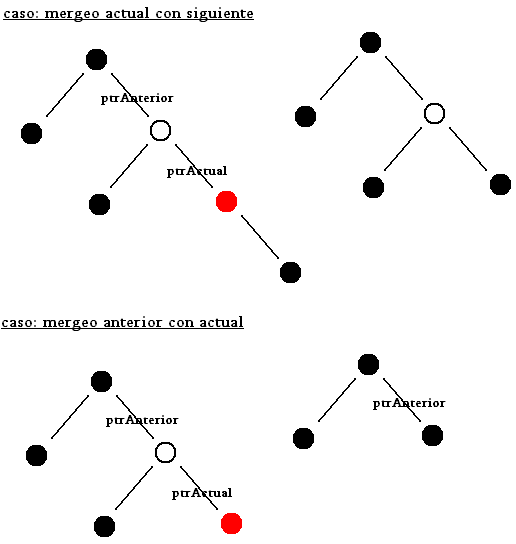 caso: mergeo actual con siguiente
ptrAnterior
ptrActual
caso: mergeo anterior con actual
ptrAnterior
ptrAnterior
ptrActual